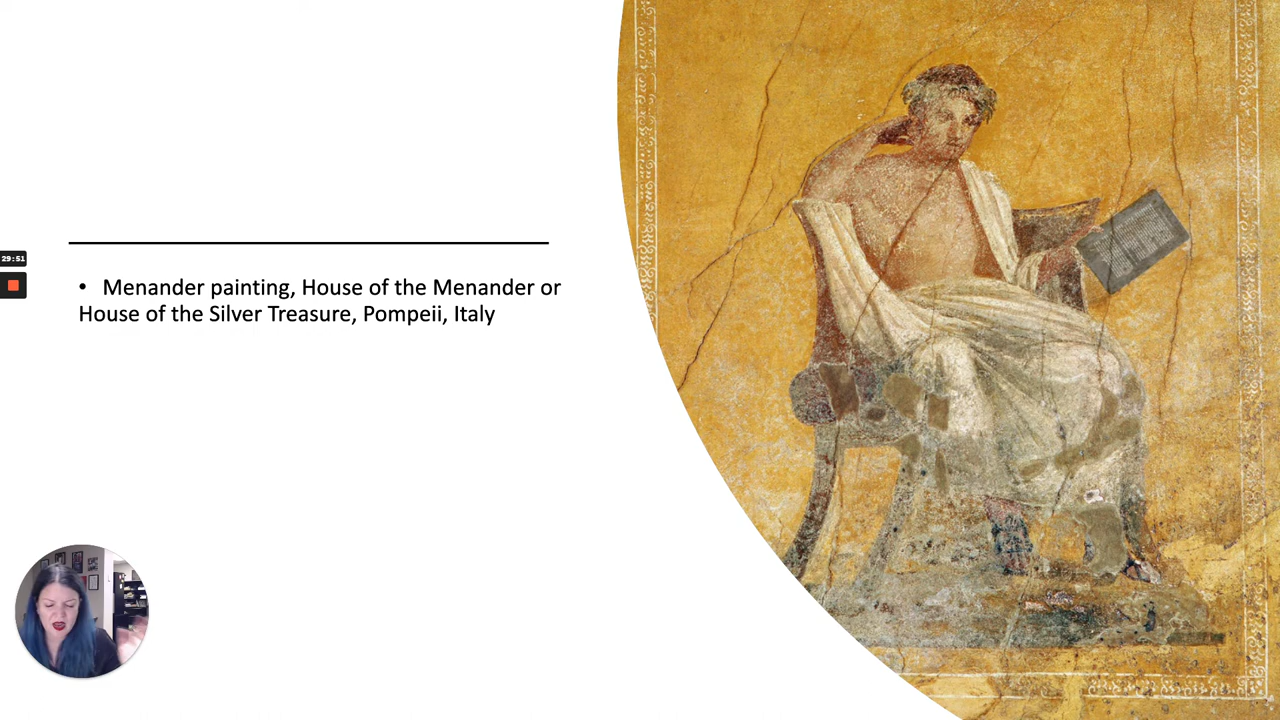 29:51
• Menander painting, House of the Menander or
House of the Silver Treasure, Pompeii, Italy